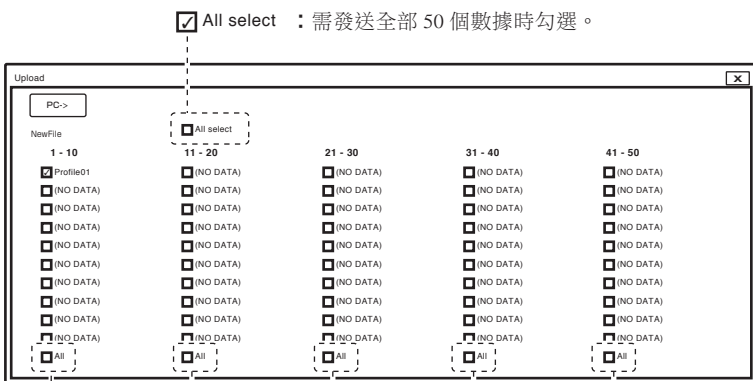 All select ：需發送全部 50 個數據時勾選。
Upload
PC->
NewFile
All select
1 - 10 11 - 20 21 - 30 31 - 40 41 - 50
Profile01 (NO DATA) (NO DATA) (NO DATA) (NO DATA)
(NO DATA) (NO DATA) (NO DATA) (NO DATA) (NO DATA)
(NO DATA) (NO DATA) (NO DATA) (NO DATA) (NO DATA)
(NO DATA) (NO DATA) (NO DATA) (NO DATA) (NO DATA)
(NO DATA) (NO DATA) (NO DATA) (NO DATA) (NO DATA)
(NO DATA) (NO DATA) (NO DATA) (NO DATA) (NO DATA)
(NO DATA) (NO DATA) (NO DATA) (NO DATA) (NO DATA)
(NO DATA) (NO DATA) (NO DATA) (NO DATA) (NO DATA)
(NO DATA) (NO DATA) (NO DATA) (NO DATA) (NO DATA)
(NO DATA) (NO DATA) (NO DATA) (NO DATA) (NO DATA)
All All All All All